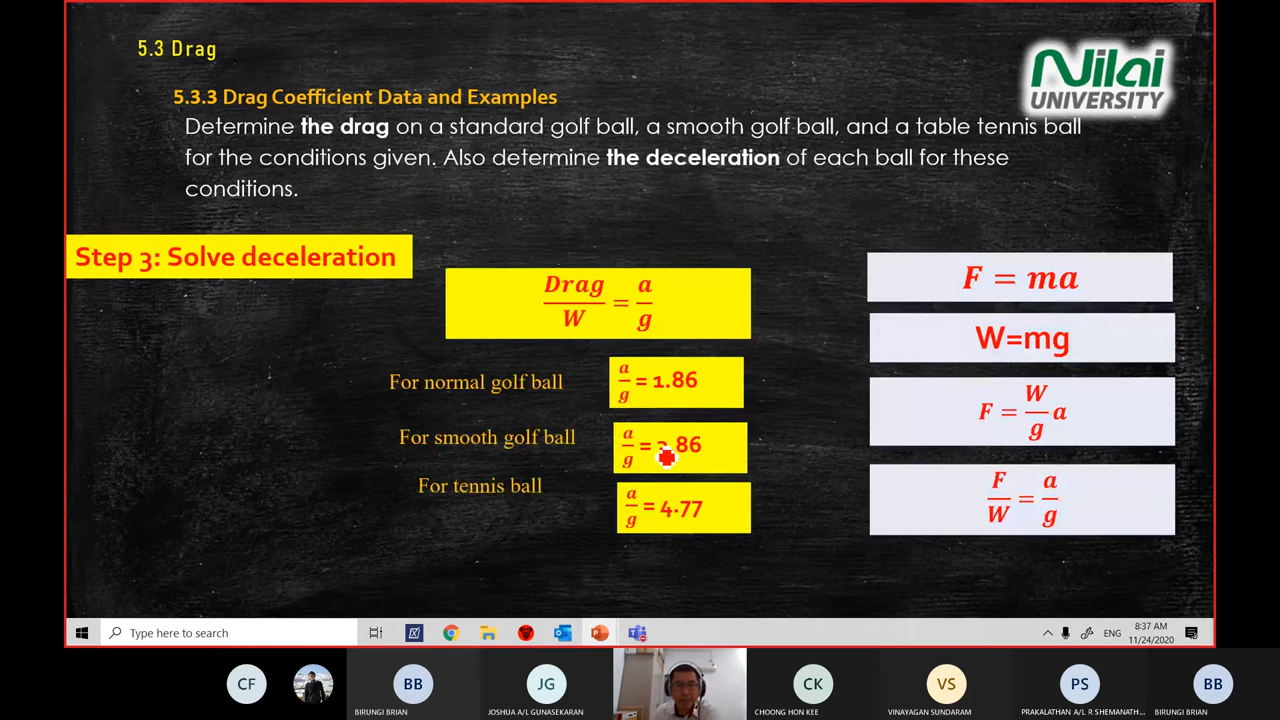 5.3 Drag
Nilai
UNIVERSITY
5.3.3 Drag Coefficient Data and Examples
Determine the drag on a standard golf ball, a smooth golf ball, and a table tennis ball
for the conditions given. Also determine the deceleration of each ball for these
conditions.
Step 3: Solve deceleration
Drag/W = a/g
For normal golf ball
a/g = 1.86
For smooth golf ball
a/g = .86
For tennis ball
a/g = 4.77
F = ma
W=mg
F = W/g a
F/W = a/g
Type here to search
ENG
8:37 AM
11/24/2020
CF
BB
BIRUNGI BRIAN
JG
JOSHUA A/L GUNASEKARAN
CK
CHOONG HON KEE
VS
VINAYAGAN SUNDARAM
PS
PRAKALATHAN A/L R SHEMANATH...
BB
BIRUNGI BRIAN